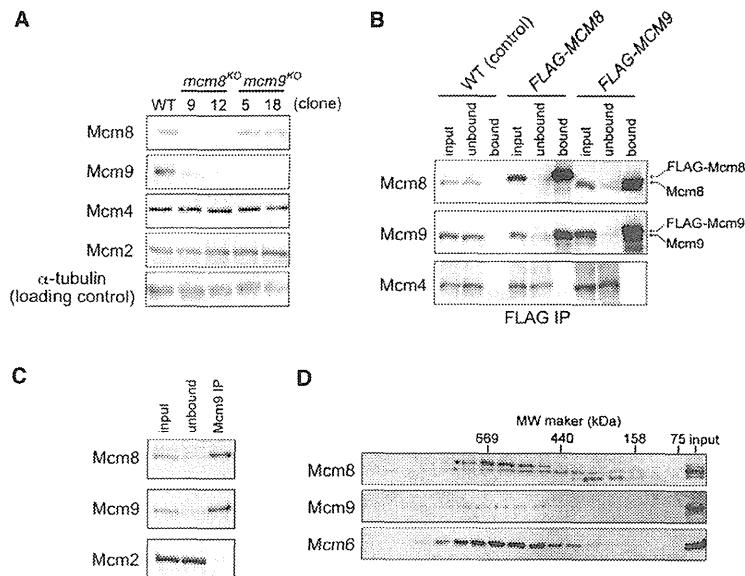 A
mcm8KO mcm9KO
WT 9 12 5 18 (clone)
Mcm8
Mcm9
Mcm4
Mcm2
α-tubulin
(loading control)
B
WT (control) FLAG-MCM8 FLAG-MCM9
input unbound bound input unbound bound input unbound bound
Mcm8
FLAG-Mcm8
Mcm8
Mcm9
FLAG-Mcm9
Mcm9
Mcm4
FLAG IP
C
input unbound Mcm9 IP
Mcm8
Mcm9
Mcm2
D
MW maker (kDa)
669 440 158 75 input
Mcm8
Mcm9
Mcm6